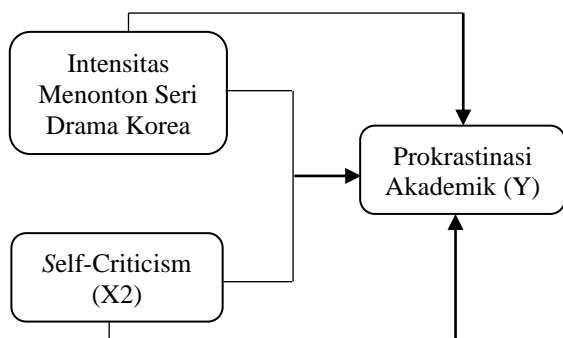 Intensitas
Menonton Seri
Drama Korea
Prokrastinasi
Akademik (Y)
Self-Criticism
(X2)